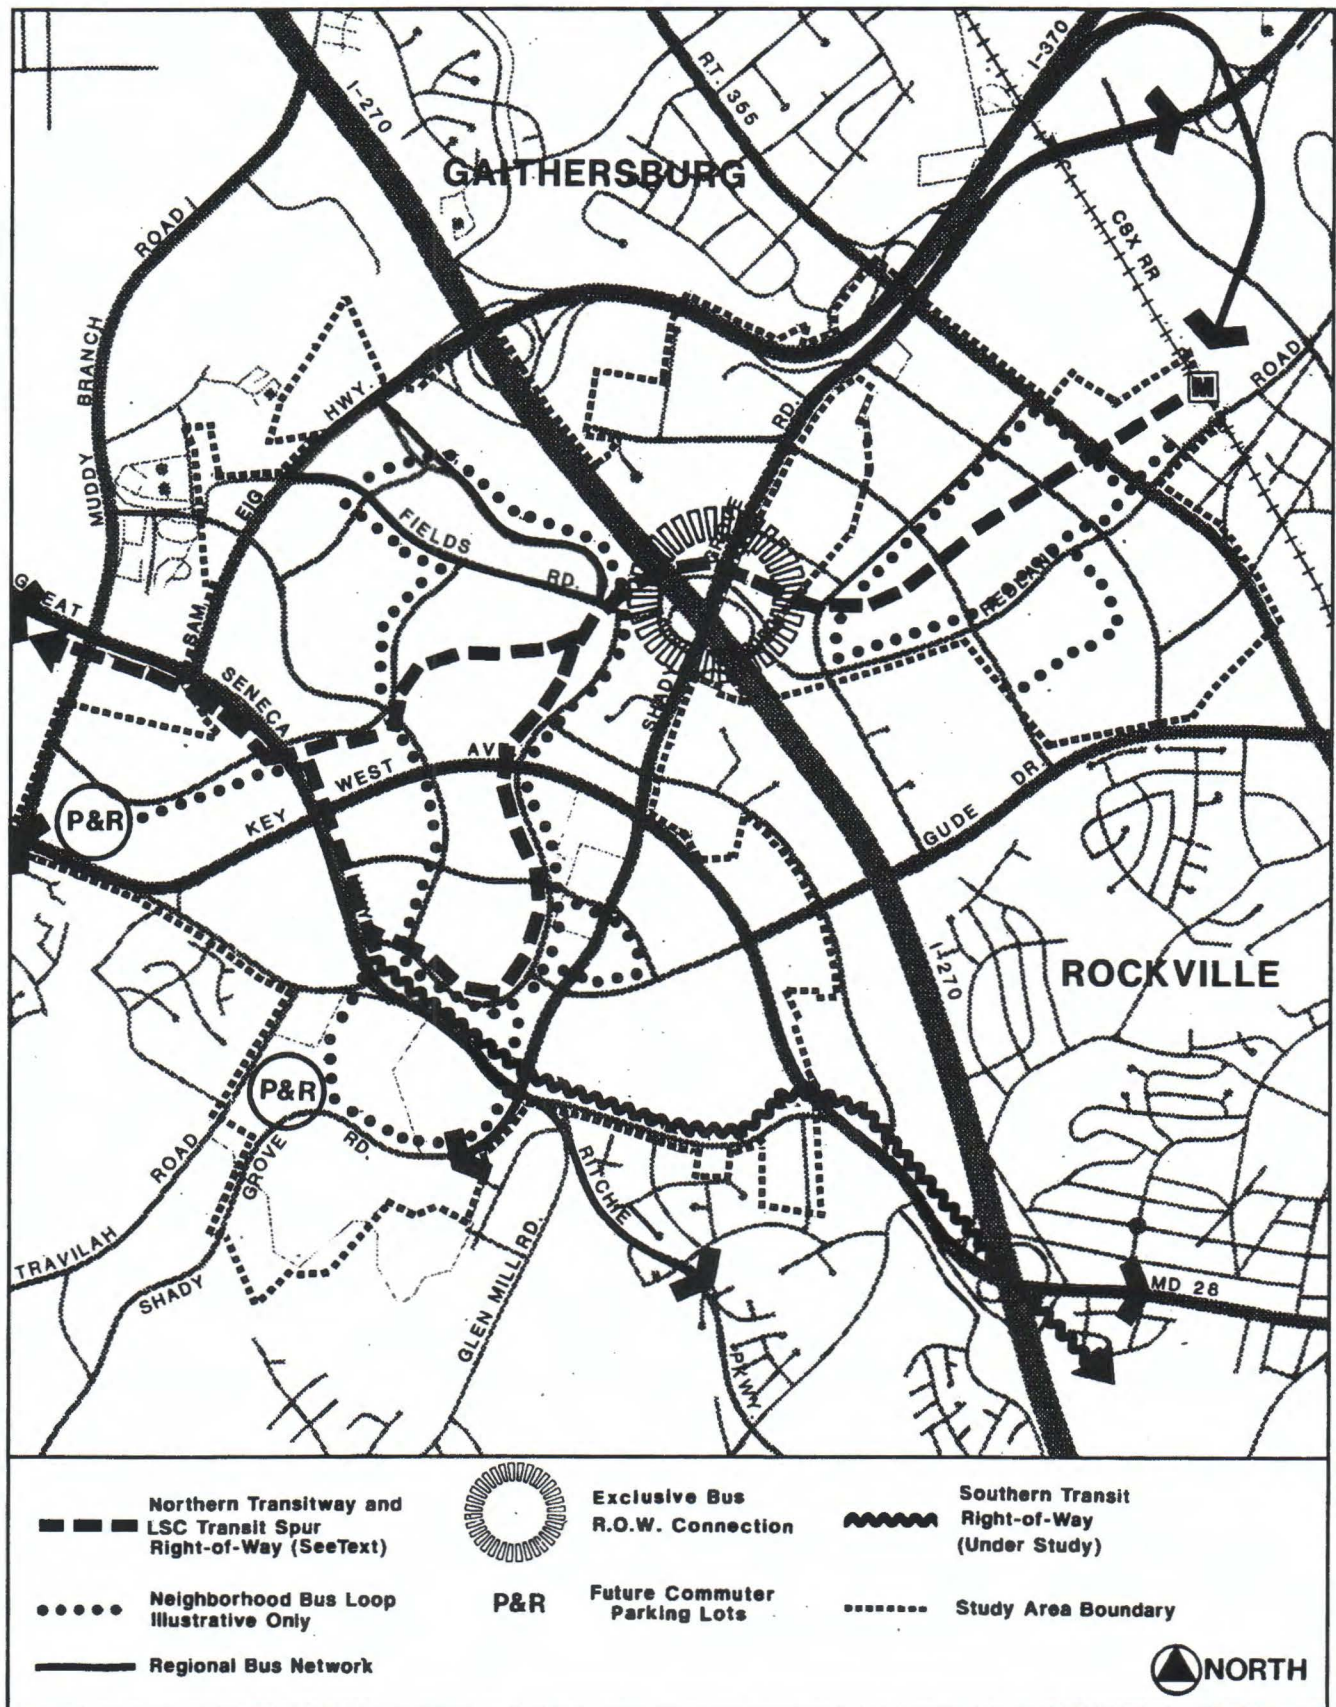 I-270
RT. 355
I-370
GAITHERSBURG
ROAD
CSX RR
MUDDY BRANCH
HWY.
RD.
ROAD
M
EIG
FIELDS
RD.
REDLAND
GREAT
SAM
SENECA
SHADY
WEST
AV
DR.
P&R
KEY
GUDE
HWY
I-270
ROCKVILLE
P&R
ROAD
GROVE
RD.
RITCHIE
TRAVILAH
SHADY
GLEN MILL RD.
MD 28
PKWY.
Northern Transitway and
LSC Transit Spur
Right-of-Way (SeeText)
Exclusive Bus
R.O.W. Connection
Southern Transit
Right-of-Way
(Under Study)
Neighborhood Bus Loop
Illustrative Only
P&R
Future Commuter
Parking Lots
Study Area Boundary
Regional Bus Network
NORTH